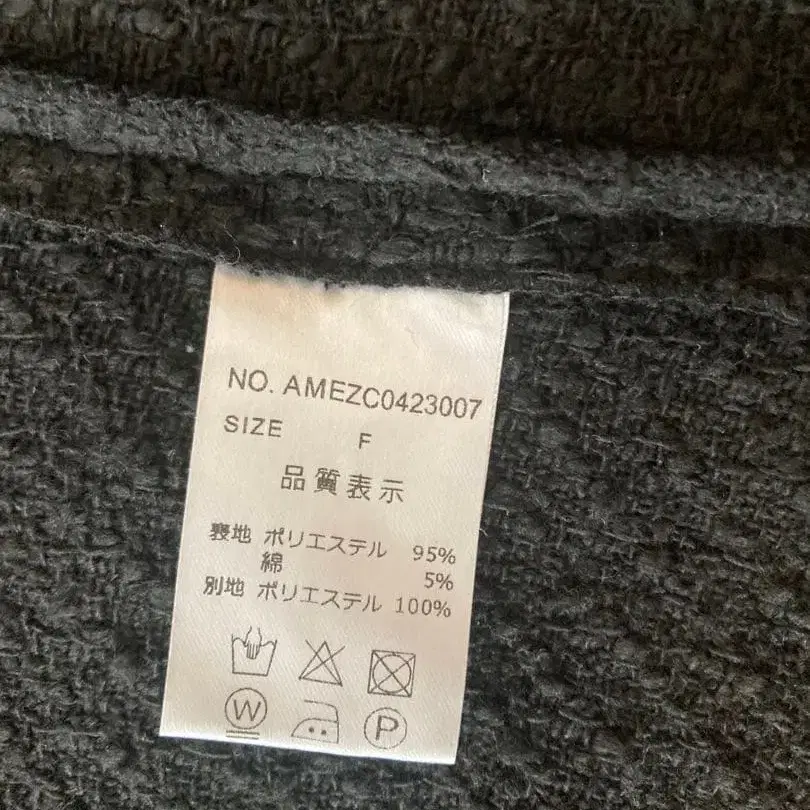 NO. AMEZC0423007
SIZE F
品質表示
表地 ポリエステル 95%
綿 5%
別地 ポリエステル 100%
W P